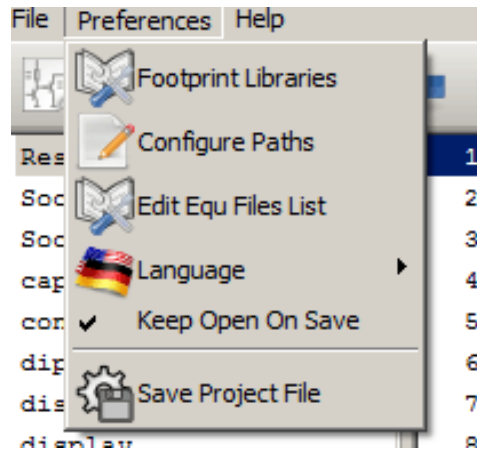 File Preferences Help
Footprint Libraries
Res 1
Configure Paths
Soc 2
Edit Equ Files List
Soc 3
cap 4
Language
con 5
Keep Open On Save
dip 6
dis 7
Save Project File
display 8